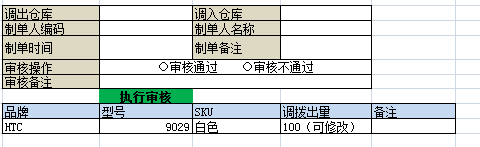 调出仓库 调入仓库
制单人编码 制单人名称
制单时间 制单备注
审核操作 ○审核通过 ○审核不通过
审核备注
执行审核
品牌 型号 SKU 调拨出量 备注
HTC 9029 白色 100（可修改）